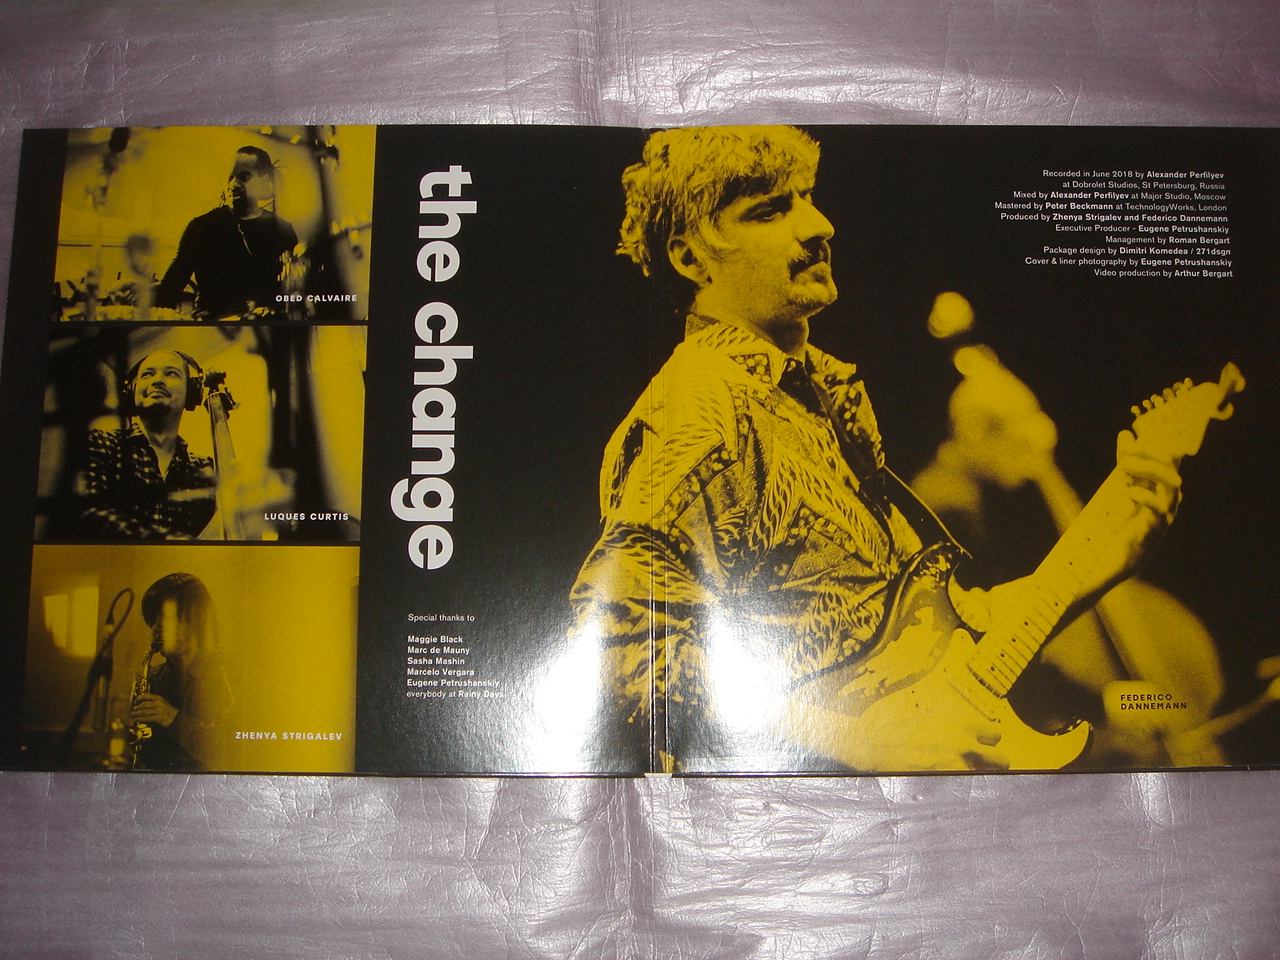 OBED CALVAIRE
LUQUES CURTIS
ZHENYA STRIGALEV
the change
Special thanks to
Maggie Black
Marc de Mauny
Sasha Mashin
Marcelo Vergara
Eugene Petrushanskiy
everybody at Rainy Days
Recorded in June 2018 by Alexander Perfilyev
at Dobrolet Studios, St Petersburg, Russia
Mixed by Alexander Perfilyev at Major Studio, Moscow
Mastered by Peter Beckmann at TechnologyWorks, London
Produced by Zhenya Strigalev and Federico Dannemann
Executive Producer - Eugene Petrushanskiy
Management by Roman Bergart
Package design by Dimitri Komedea / 271dsgn
Cover & liner photography by Eugene Petrushanskiy
Video production by Arthur Bergart
FEDERICO
DANNEMANN